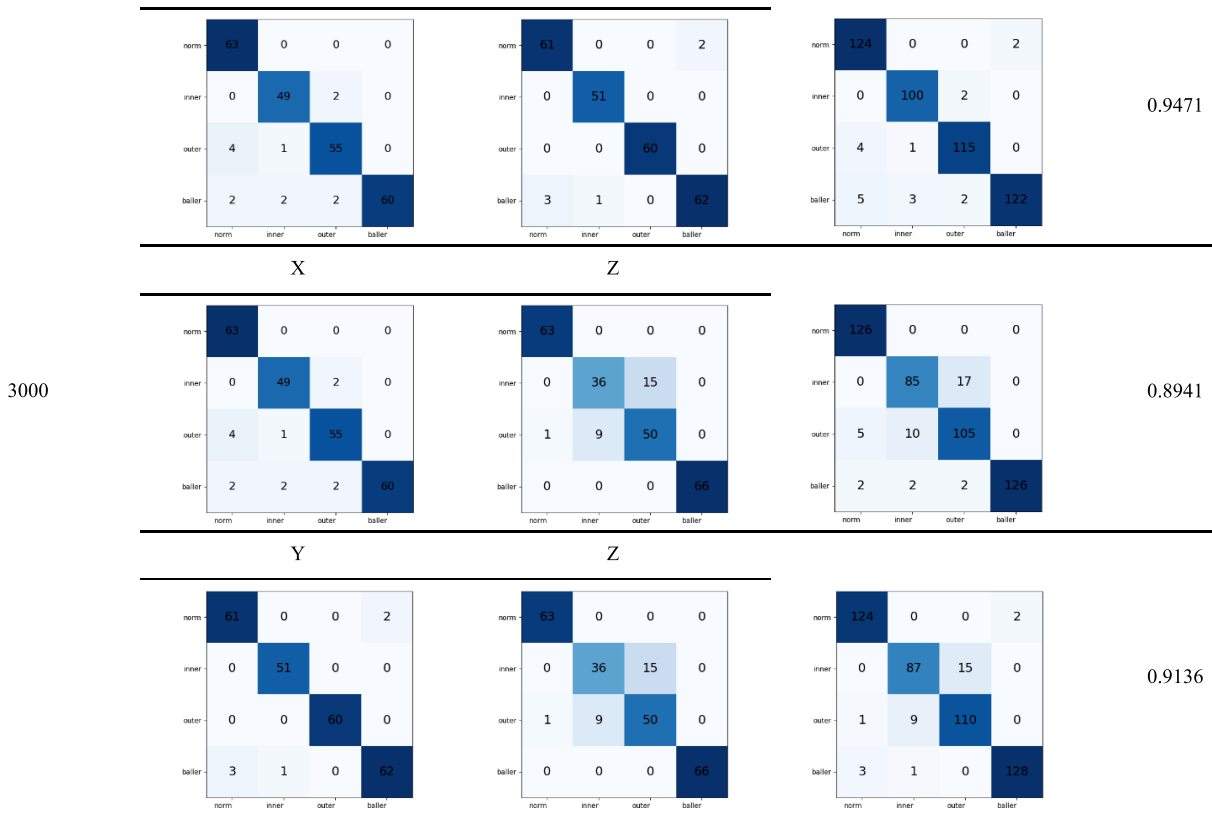 norm 63 0 0 0
inner 0 49 2 0
outer 4 1 55 0
baller 2 2 2 60
norm inner outer baller
norm 61 0 0 2
inner 0 51 0 0
outer 0 0 60 0
baller 3 1 0 62
norm inner outer baller
norm 124 0 0 2
inner 0 100 2 0
outer 4 1 115 0
baller 5 3 2 122
norm inner outer baller
0.9471
X Z
3000
norm 63 0 0 0
inner 0 49 2 0
outer 4 1 55 0
baller 2 2 2 60
norm inner outer baller
norm 63 0 0 0
inner 0 36 15 0
outer 1 9 50 0
baller 0 0 0 66
norm inner outer baller
norm 126 0 0 0
inner 0 85 17 0
outer 5 10 105 0
baller 2 2 2 126
norm inner outer baller
0.8941
Y Z
norm 61 0 0 2
inner 0 51 0 0
outer 0 0 60 0
baller 3 1 0 62
norm inner outer baller
norm 63 0 0 0
inner 0 36 15 0
outer 1 9 50 0
baller 0 0 0 66
norm inner outer baller
norm 124 0 0 2
inner 0 87 15 0
outer 1 9 110 0
baller 3 1 0 128
norm inner outer baller
0.9136